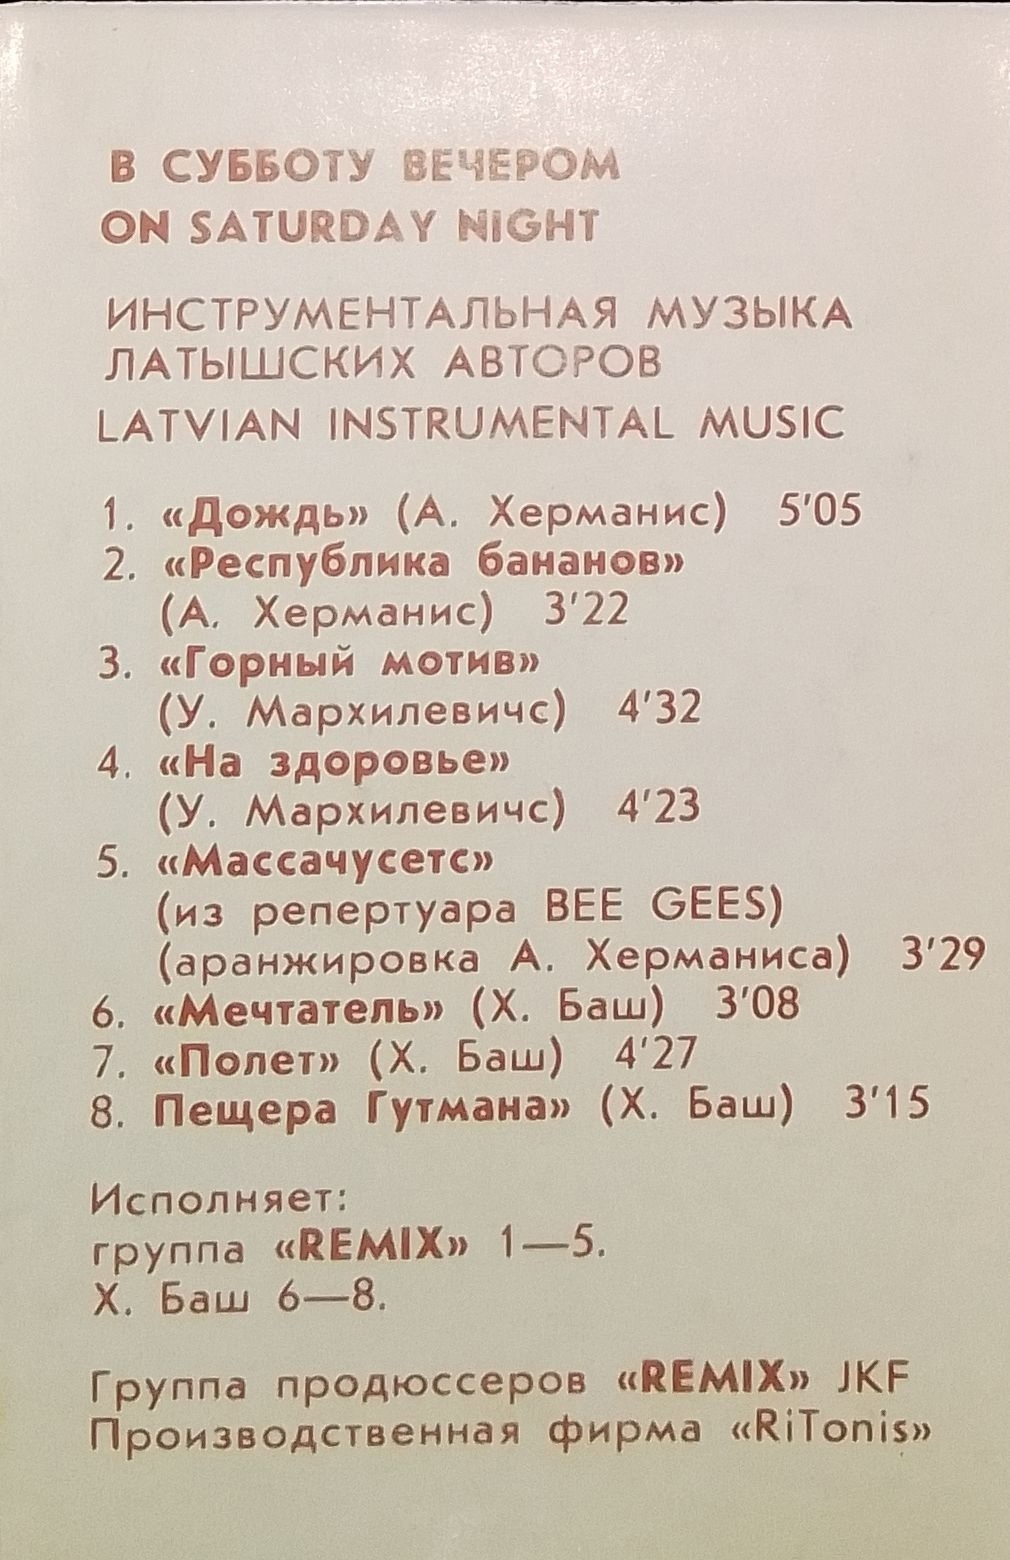 В СУББОТУ ВЕЧЕРОМ
ON SATURDAY NIGHT
ИНСТРУМЕНТАЛЬНАЯ МУЗЫКА
ЛАТЫШСКИХ АВТОРОВ
LATVIAN INSTRUMENTAL MUSIC
1. «Дождь» (А. Херманис) 5'05
2. «Республика бананов»
(А. Херманис) 3'22
3. «Горный мотив»
(У. Мархилевичс) 4'32
4. «На здоровье»
(У. Мархилевичс) 4'23
5. «Массачусетс»
(из репертуара BEE GEES)
(аранжировка А. Херманиса) 3'29
6. «Мечтатель» (Х. Баш) 3'08
7. «Полет» (Х. Баш) 4'27
8. Пещера Гутмана» (Х. Баш) 3'15
Исполняет:
группа «REMIX» 1—5.
Х. Баш 6—8.
Группа продюссеров «REMIX» JKF
Производственная фирма «RiTonis»